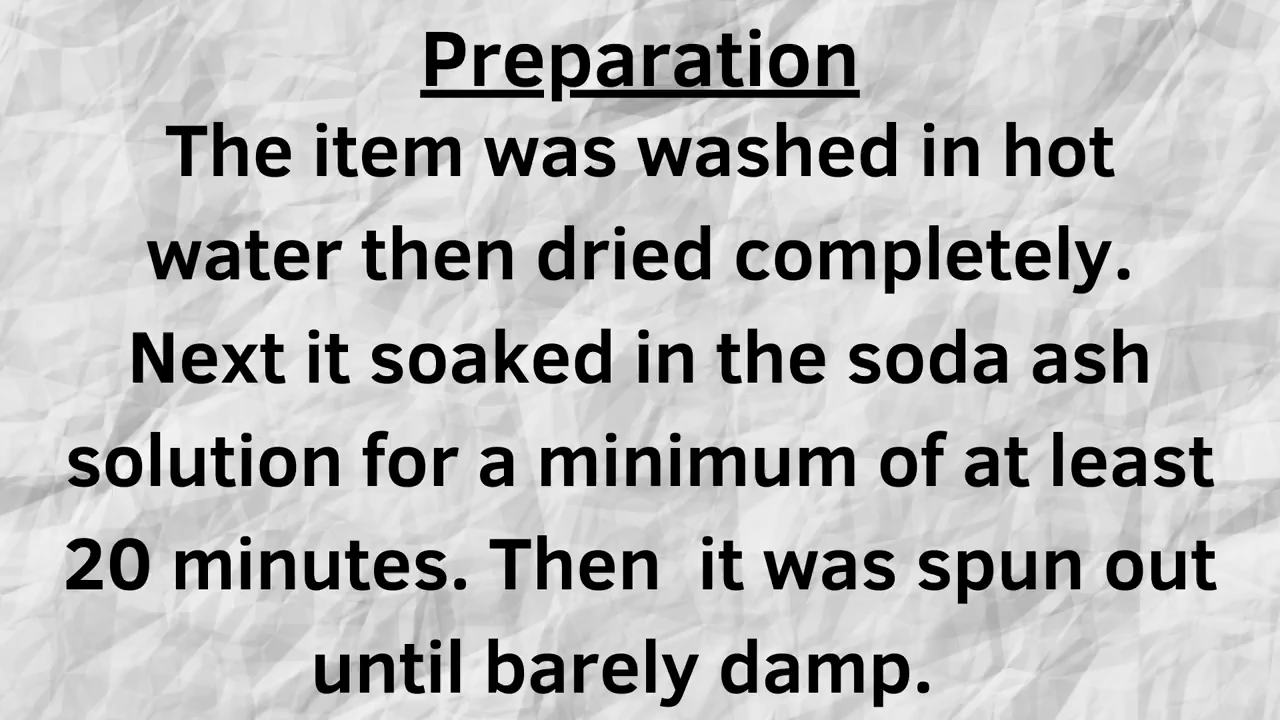 Preparation
The item was washed in hot
water then dried completely.
Next it soaked in the soda ash
solution for a minimum of at least
20 minutes. Then  it was spun out
until barely damp.